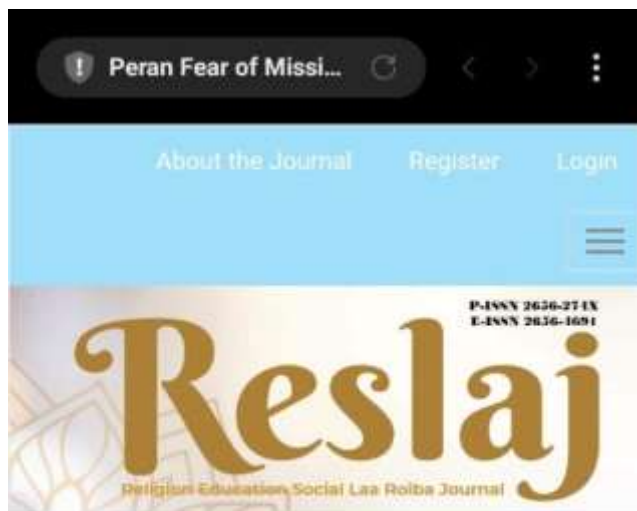 Peran Fear of Missi...
About the Journal Register Login
P-ISSN 2656-274X
E-ISSN 2656-4691
Reslaj
Religion Education Social Laa Roiba Journal